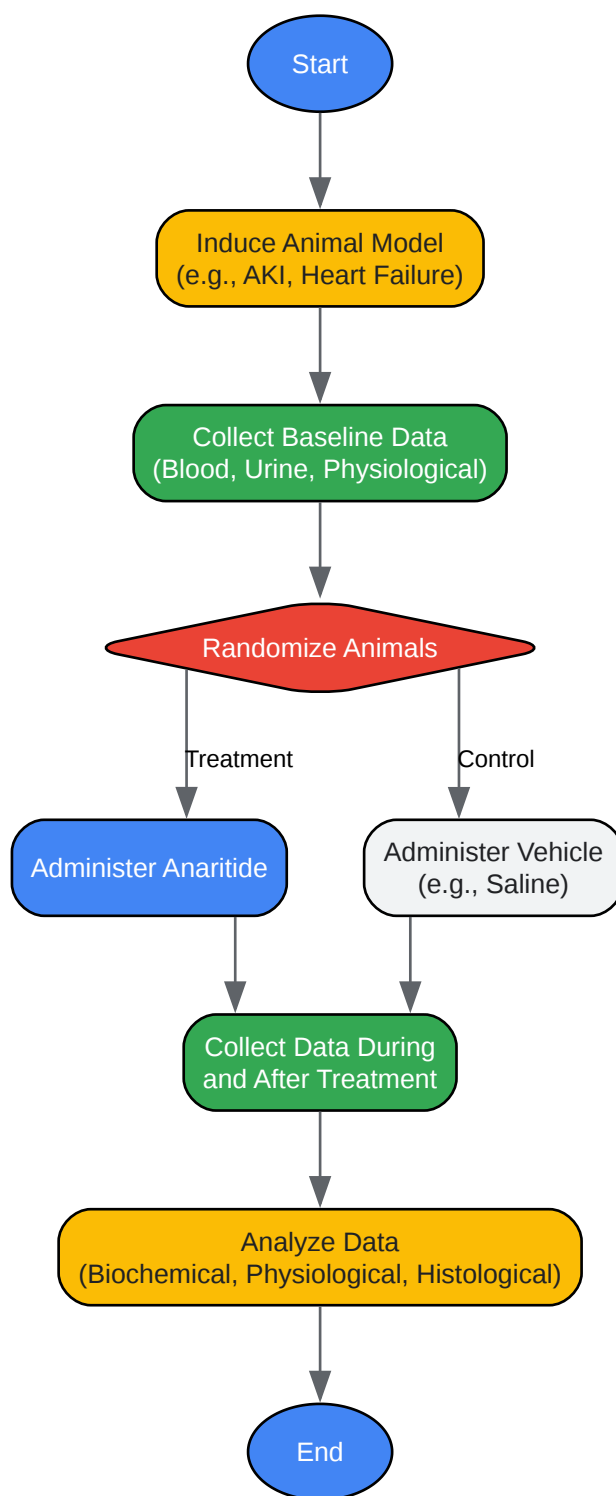 Start
Induce Animal Model
(e.g., AKI, Heart Failure)
Collect Baseline Data
(Blood, Urine, Physiological)
Randomize Animals
Treatment
Control
Administer Anaritide
Administer Vehicle
(e.g., Saline)
Collect Data During
and After Treatment
Analyze Data
(Biochemical, Physiological, Histological)
End